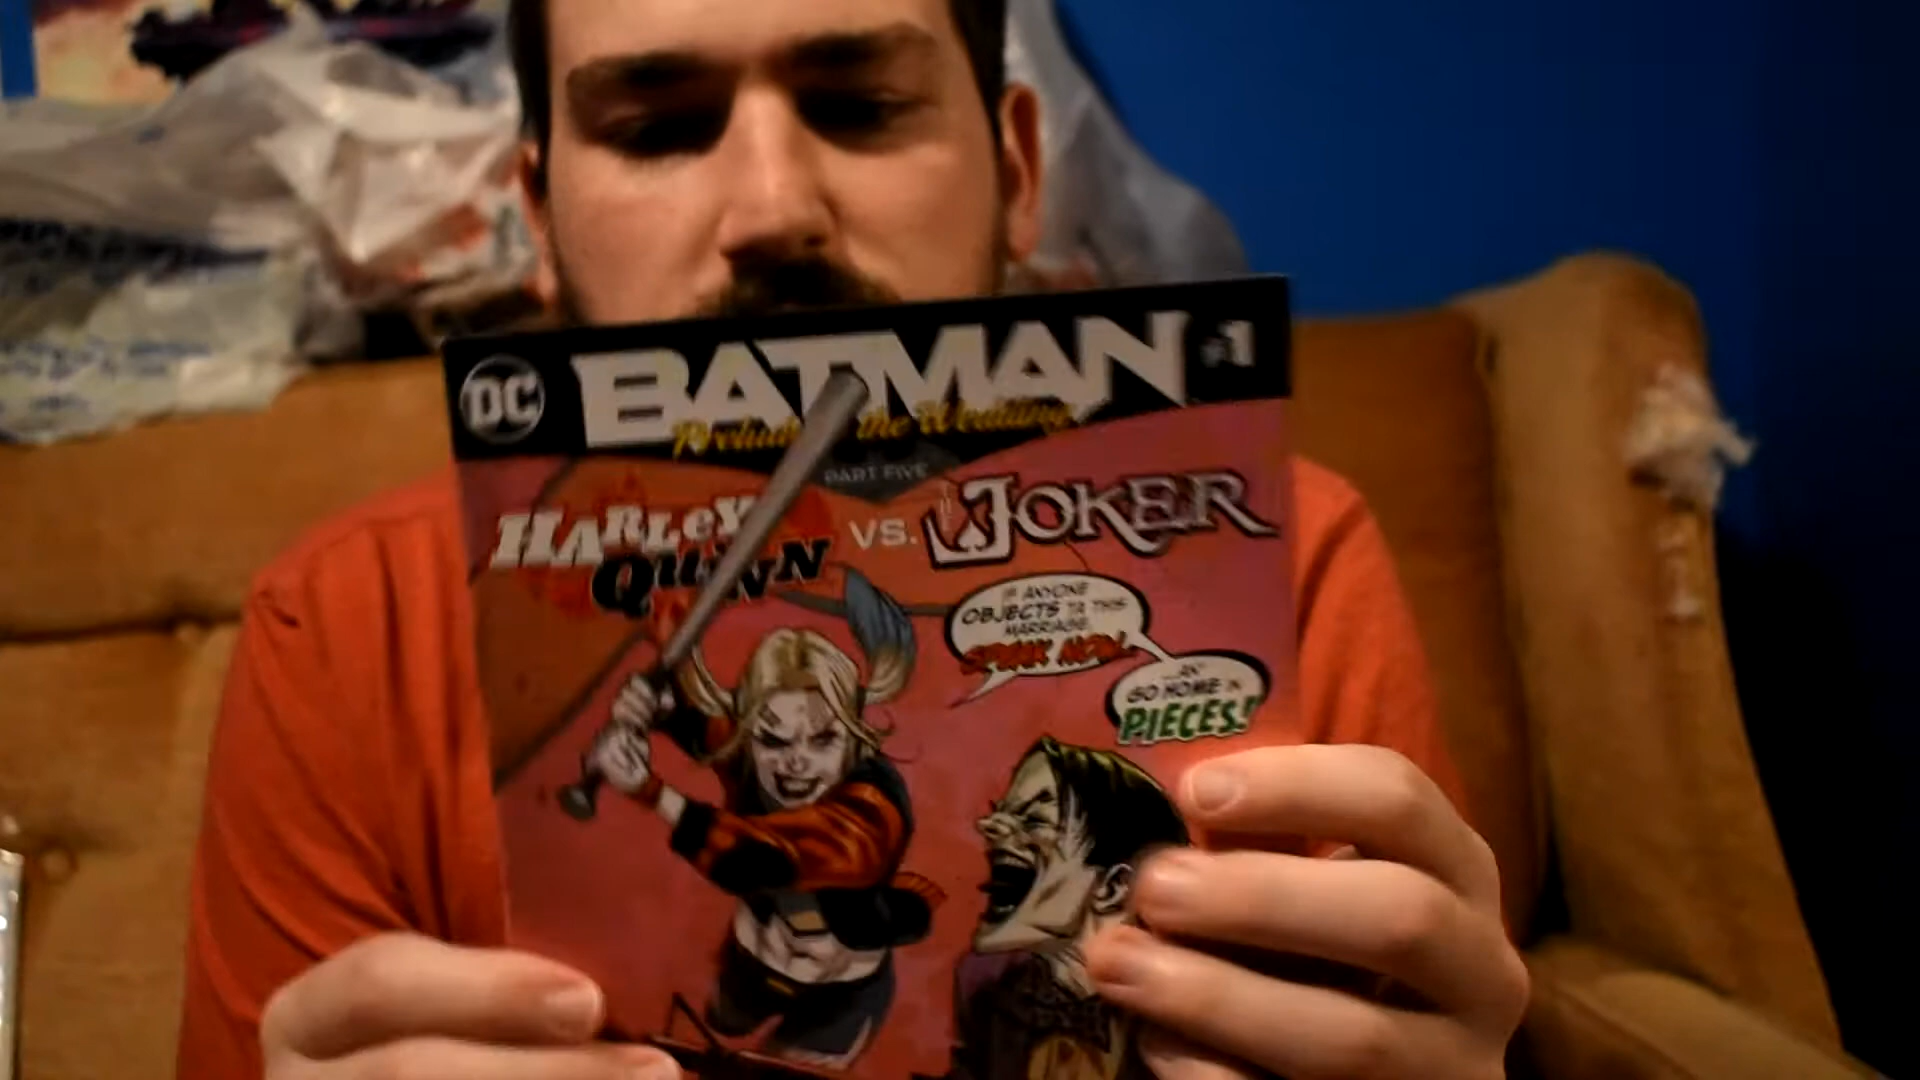 DC
BATMAN
#1
Prelude to the Wedding
PART FIVE
HARLEY
QUINN
VS.
THE JOKER
IF ANYONE
OBJECTS TA THIS
MARRIAGE,
SPEAK NOW...
...AN'
GO HOME IN
PIECES!